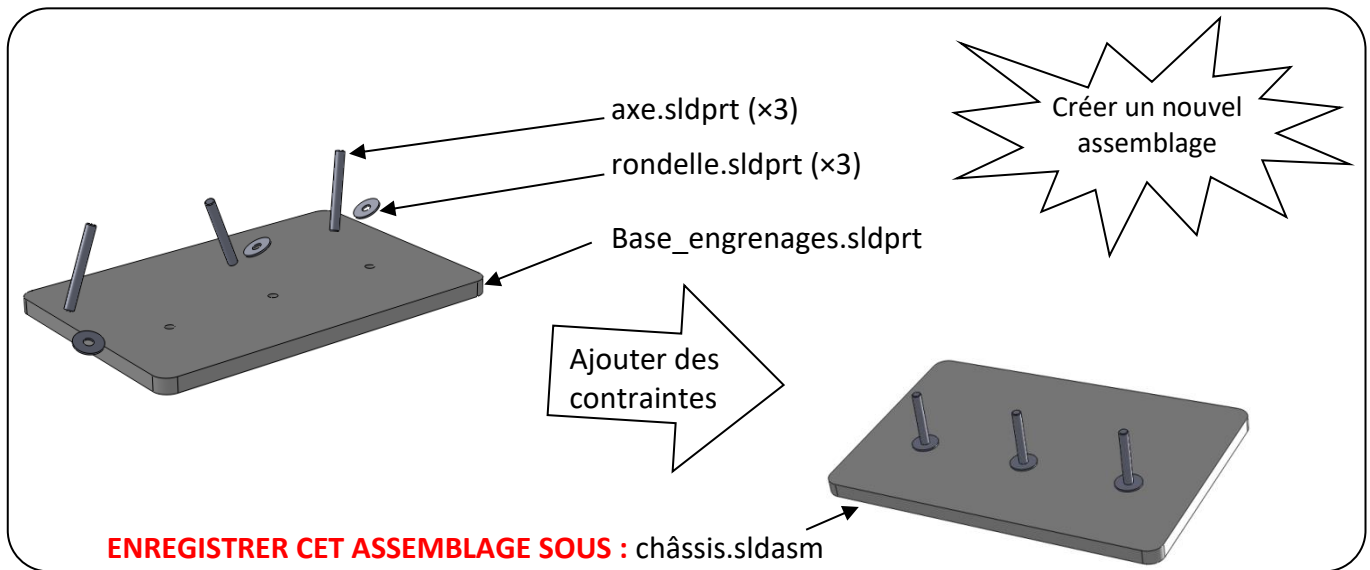 axe.sldprt (×3)
rondelle.sldprt (×3)
Base_engrenages.sldprt
Créer un nouvel
assemblage
Ajouter des
contraintes
ENREGISTRER CET ASSEMBLAGE SOUS : châssis.sldasm